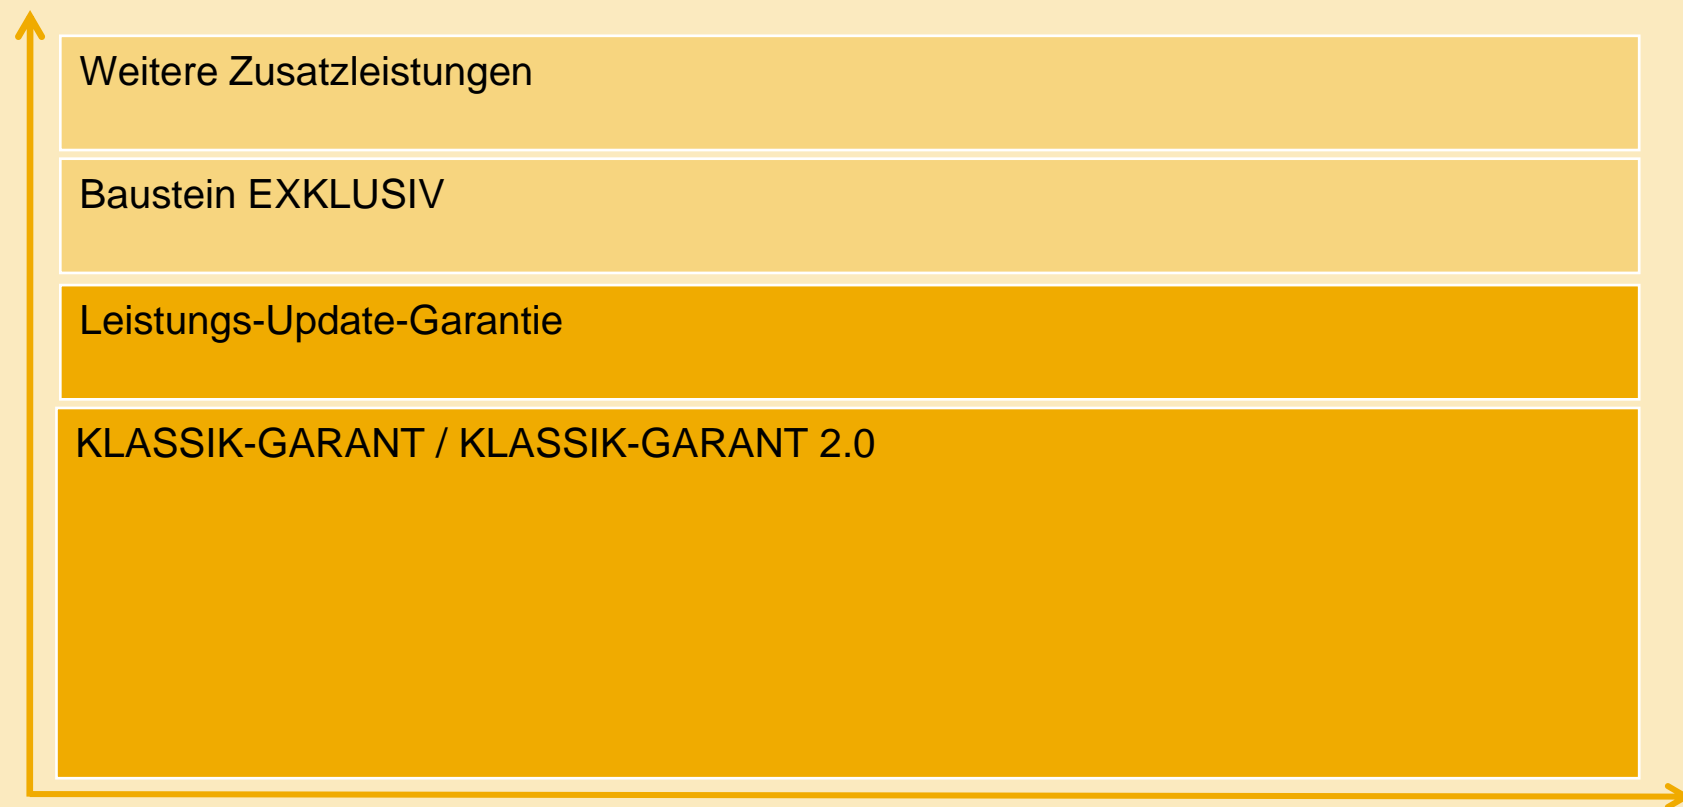 Weitere Zusatzleistungen
Baustein EXKLUSIV
Leistungs-Update-Garantie
KLASSIK-GARANT / KLASSIK-GARANT 2.0